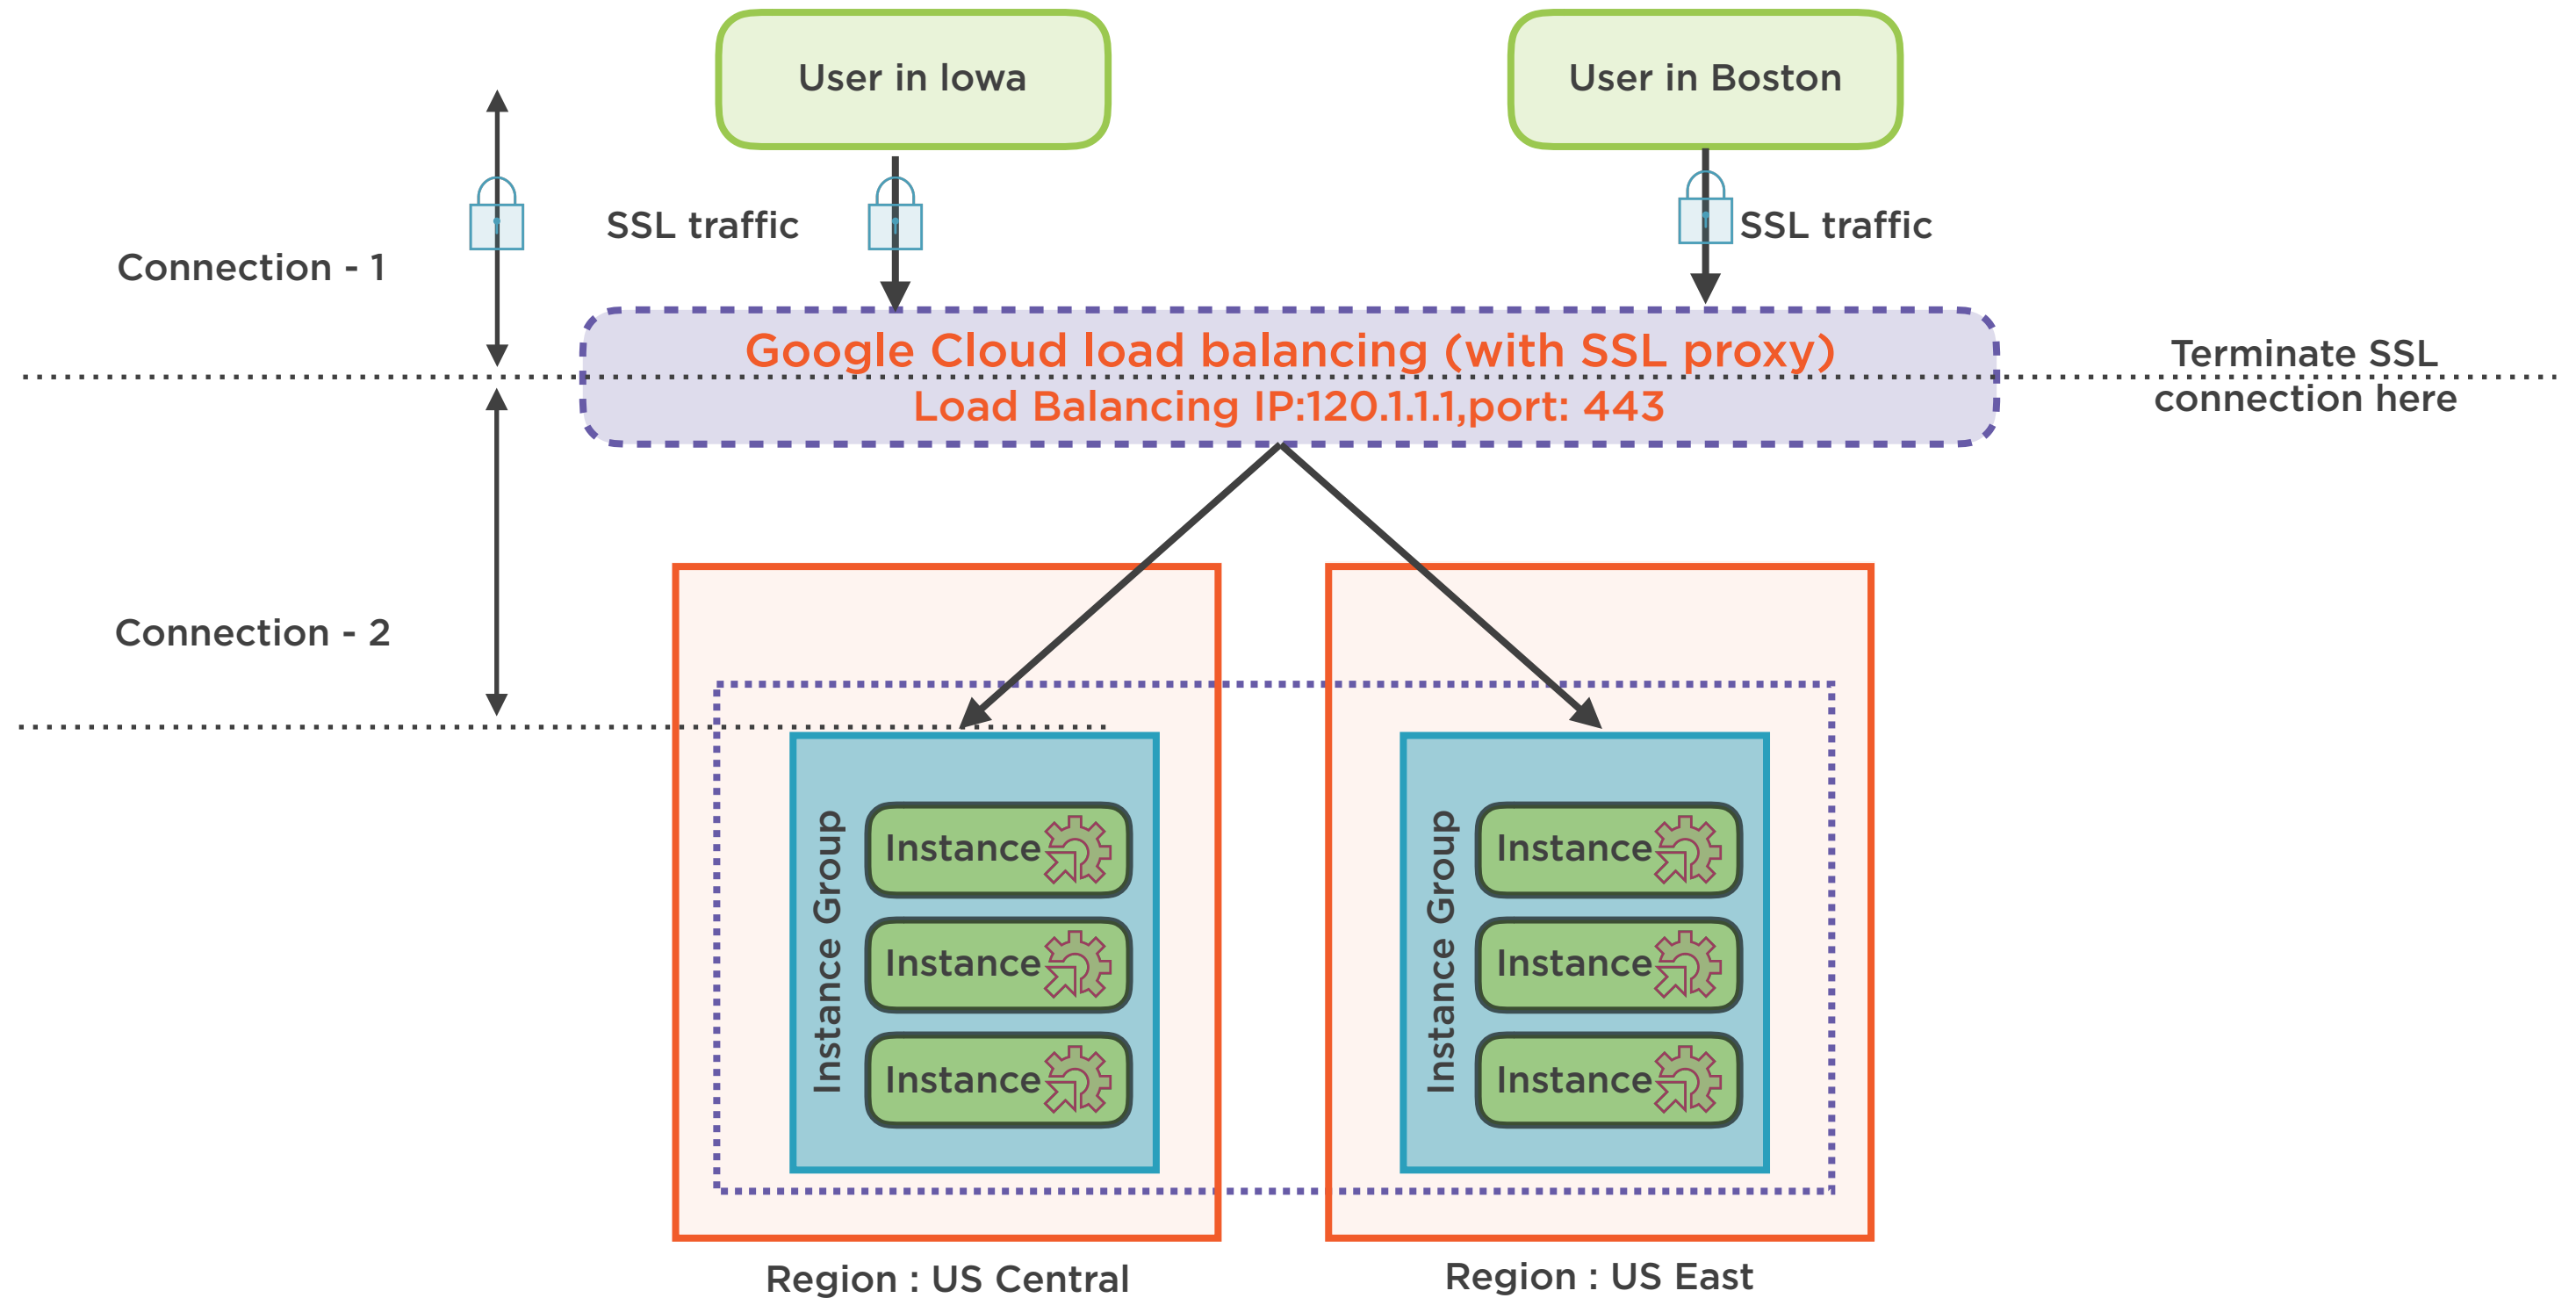 User in Iowa
User in Boston
SSL traffic
SSL traffic
Connection - 1
Google Cloud load balancing (with SSL proxy)
Load Balancing IP:120.1.1.1,port: 443
Terminate SSL
connection here
Connection - 2
Instance Group
Instance
Instance
Instance
Instance Group
Instance
Instance
Instance
Region : US Central
Region : US East